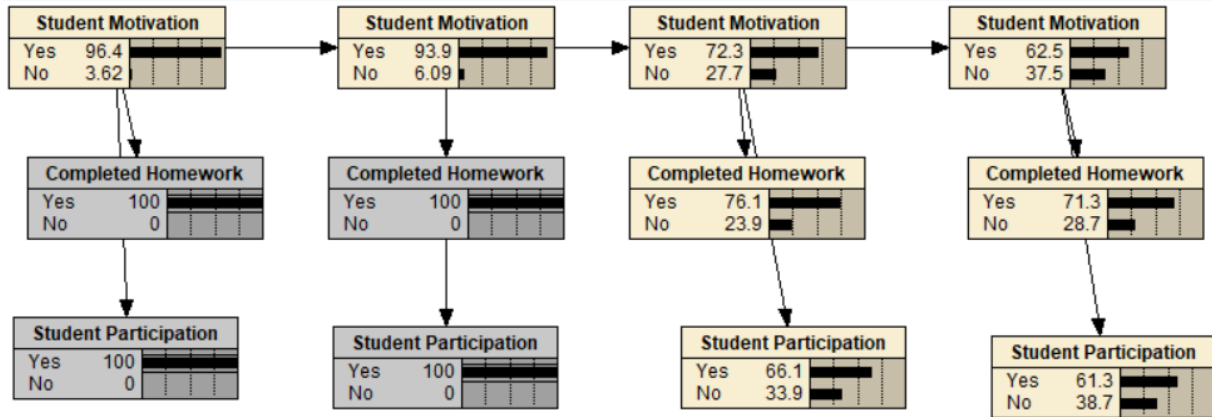 Student Motivation
Yes 96.4
No 3.62
Student Motivation
Yes 93.9
No 6.09
Student Motivation
Yes 72.3
No 27.7
Student Motivation
Yes 62.5
No 37.5
Completed Homework
Yes 100
No 0
Completed Homework
Yes 100
No 0
Completed Homework
Yes 76.1
No 23.9
Completed Homework
Yes 71.3
No 28.7
Student Participation
Yes 100
No 0
Student Participation
Yes 100
No 0
Student Participation
Yes 66.1
No 33.9
Student Participation
Yes 61.3
No 38.7